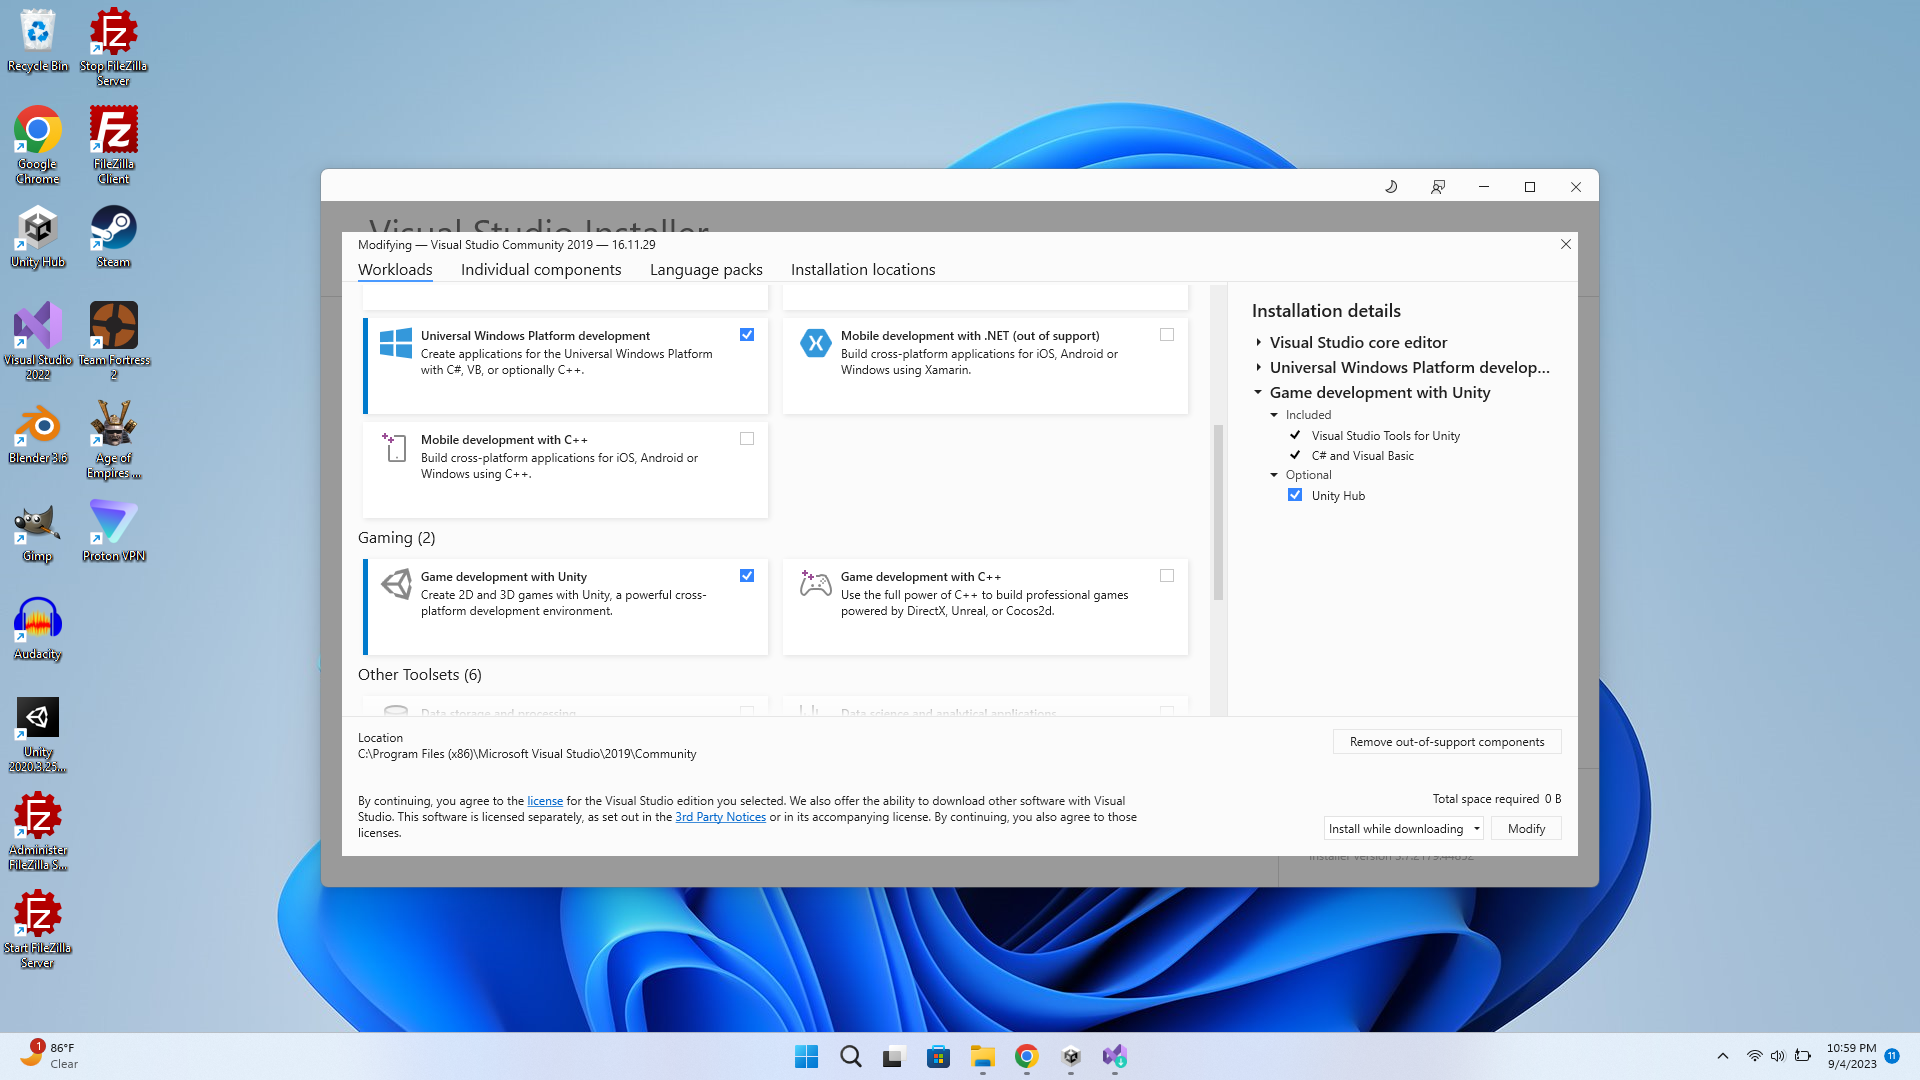 Recycle Bin
Stop FileZilla
Server
Google
Chrome
FileZilla
Client
Unity Hub
Steam
Visual Studio
2022
Team Fortress
2
Blender 3.6
Age of
Empires ...
Gimp
Proton VPN
Audacity
Unity
2020.3.25...
Administer
FileZilla S...
Start FileZilla
Server
Visual Studio Installer
Modifying — Visual Studio Community 2019 — 16.11.29
Workloads
Individual components
Language packs
Installation locations
Universal Windows Platform development
Create applications for the Universal Windows Platform
with C#, VB, or optionally C++.
Mobile development with .NET (out of support)
Build cross-platform applications for iOS, Android or
Windows using Xamarin.
Mobile development with C++
Build cross-platform applications for iOS, Android or
Windows using C++.
Gaming (2)
Game development with Unity
Create 2D and 3D games with Unity, a powerful cross-
platform development environment.
Game development with C++
Use the full power of C++ to build professional games
powered by DirectX, Unreal, or Cocos2d.
Other Toolsets (6)
Data storage and processing
Data science and analytical applications
Installation details
Visual Studio core editor
Universal Windows Platform develop...
Game development with Unity
Included
Visual Studio Tools for Unity
C# and Visual Basic
Optional
Unity Hub
Location
C:\Program Files (x86)\Microsoft Visual Studio\2019\Community
Remove out-of-support components
By continuing, you agree to the license for the Visual Studio edition you selected. We also offer the ability to download other software with Visual
Studio. This software is licensed separately, as set out in the 3rd Party Notices or in its accompanying license. By continuing, you also agree to those
licenses.
Total space required 0 B
Install while downloading
Modify
Installer version
1
86°F
Clear
10:59 PM
9/4/2023
11